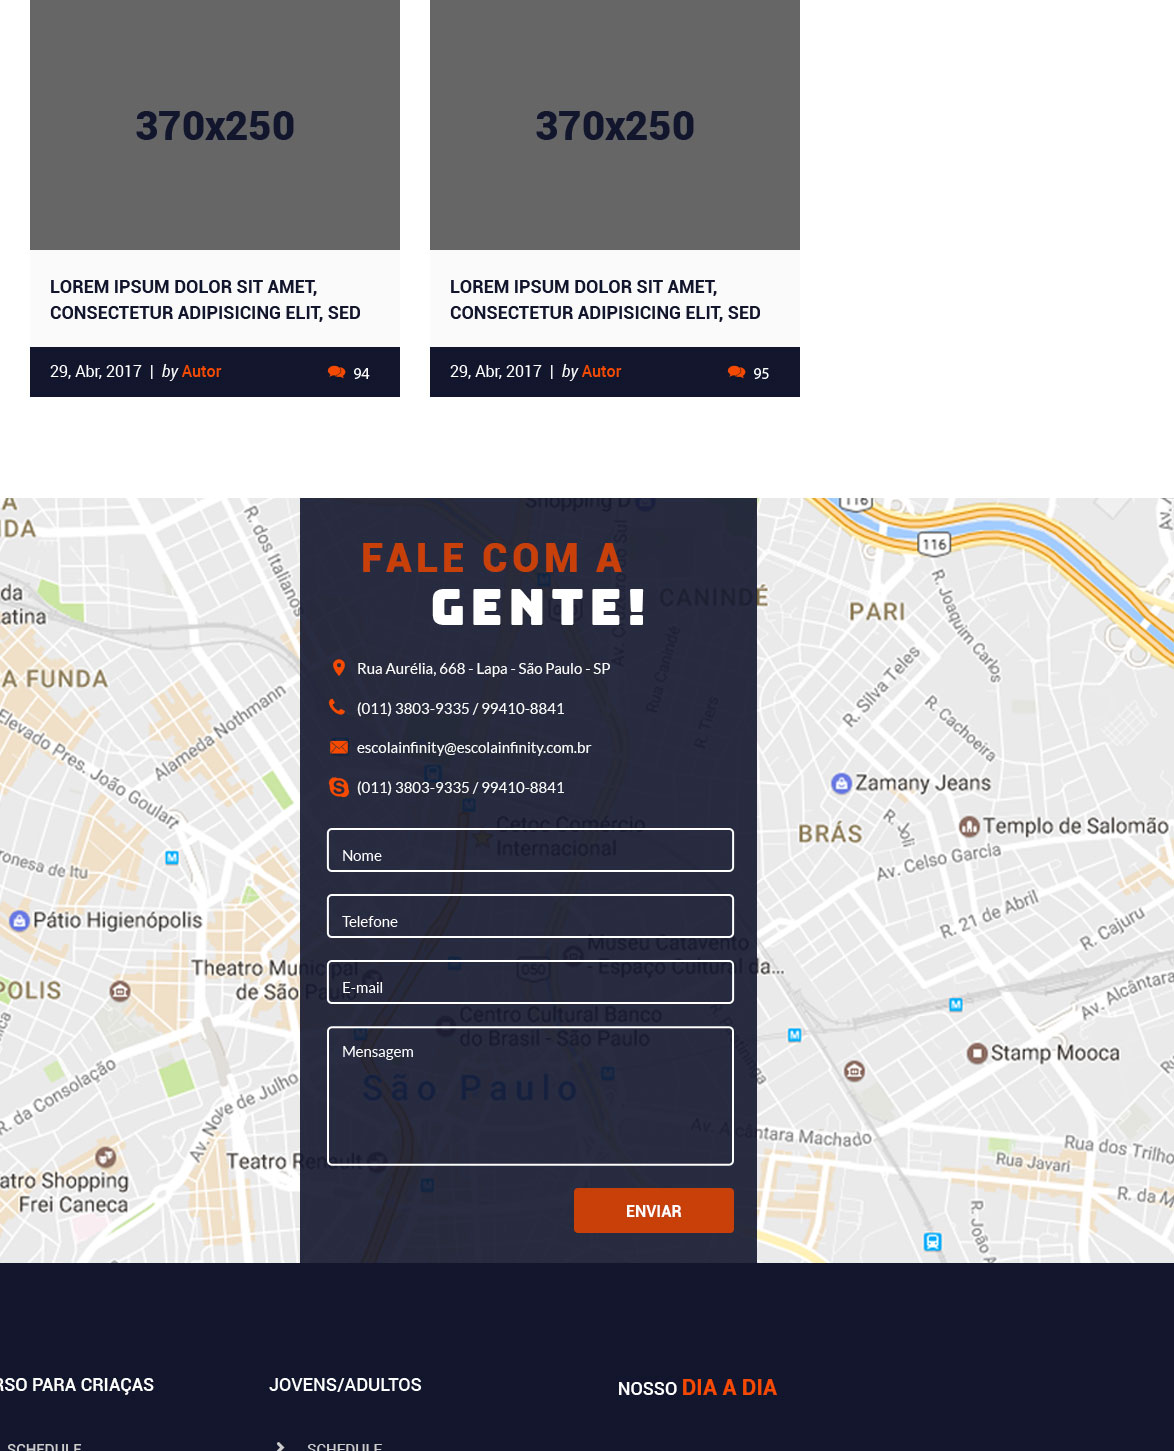 370x250
370x250
LOREM IPSUM DOLOR SIT AMET,
CONSECTETUR ADIPISICING ELIT, SED
29, Abr, 2017 | by Autor 94
LOREM IPSUM DOLOR SIT AMET,
CONSECTETUR ADIPISICING ELIT, SED
29, Abr, 2017 | by Autor 95
FALE COM A
GENTE!
Rua Aurélia, 668 - Lapa - São Paulo - SP
(011) 3803-9335 / 99410-8841
escolainfinity@escolainfinity.com.br
(011) 3803-9335 / 99410-8841
Nome
Telefone
E-mail
Mensagem
ENVIAR
Shopping D
R. dos Italianos
CANINDÉ
Rua Canindé
R. Tiers
116
116
PARI
R. Joaquim Carlos
R. Silva Teles
R. Cachoeira
A FUNDA
Elevado Pres. João Goulart
Alameda Nothmann
Zamany Jeans
BRÁS
Templo de Salomão
Av. Celso Garcia
R. 21 de Abril
R. Cajuru
Cetoc Comércio
Internacional
Pátio Higienópolis
Theatro Municipal
de São Paulo
Museu Catavento
- Espaço Cultural da...
050
Centro Cultural Banco
do Brasil - São Paulo
São Paulo
Av. Alcântara Machado
Stamp Mooca
R. da Consolação
Av. Nove de Julho
Teatro Renault
Frei Caneca
Rua Javari
Rua dos Trilho
R. da M
R. João A
RSO PARA CRIAÇAS
JOVENS/ADULTOS
NOSSO DIA A DIA
SCHEDULE
SCHEDULE